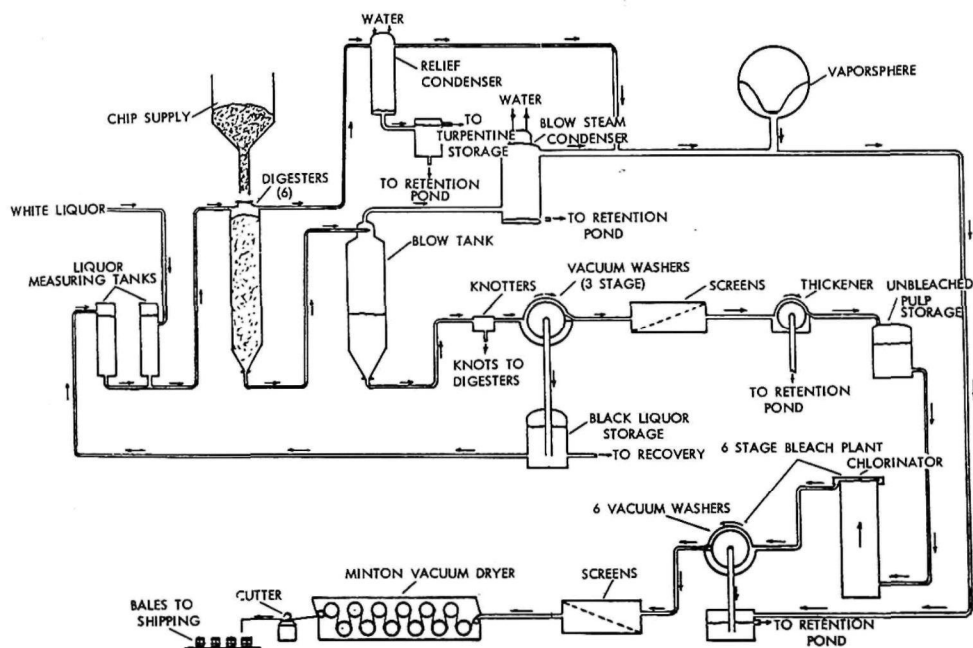 WATER
RELIEF
CONDENSER
VAPORSPHERE
CHIP SUPPLY
WATER
BLOW STEAM
CONDENSER
TO
TURPENTINE
STORAGE
DIGESTERS
(6)
TO RETENTION
POND
WHITE LIQUOR
TO RETENTION
POND
BLOW TANK
LIQUOR
MEASURING TANKS
VACUUM WASHERS
(3 STAGE)
SCREENS
THICKENER
UNBLEACHED
PULP
STORAGE
KNOTTERS
KNOTS TO
DIGESTERS
TO RETENTION
POND
BLACK LIQUOR
STORAGE
TO RECOVERY
6 STAGE BLEACH PLANT
CHLORINATOR
6 VACUUM WASHERS
MINTON VACUUM DRYER
SCREENS
CUTTER
BALES TO
SHIPPING
TO RETENTION
POND